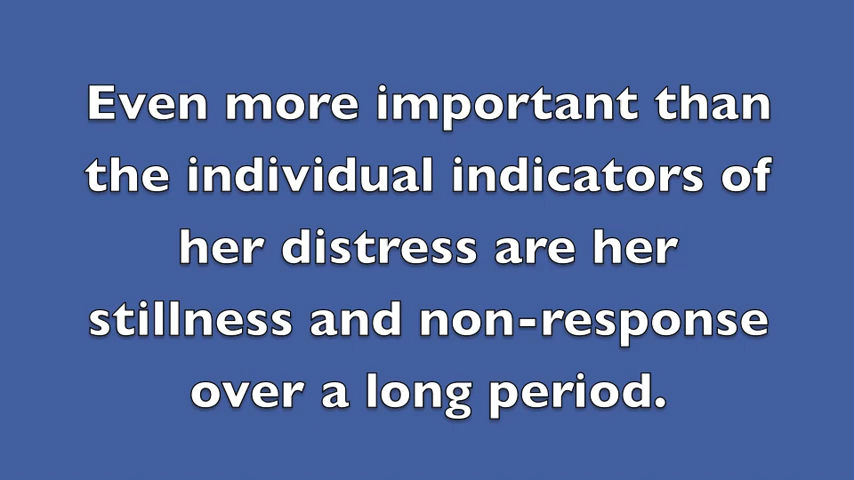 Even more important than
the individual indicators of
her distress are her
stillness and non-response
over a long period.